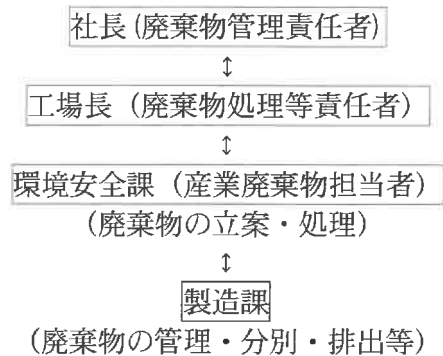 社長(廃棄物管理責任者)
↕
工場長(廃棄物処理等責任者)
↕
環境安全課(産業廃棄物担当者)
(廃棄物の立案・処理)
↕
製造課
(廃棄物の管理・分別・排出等)